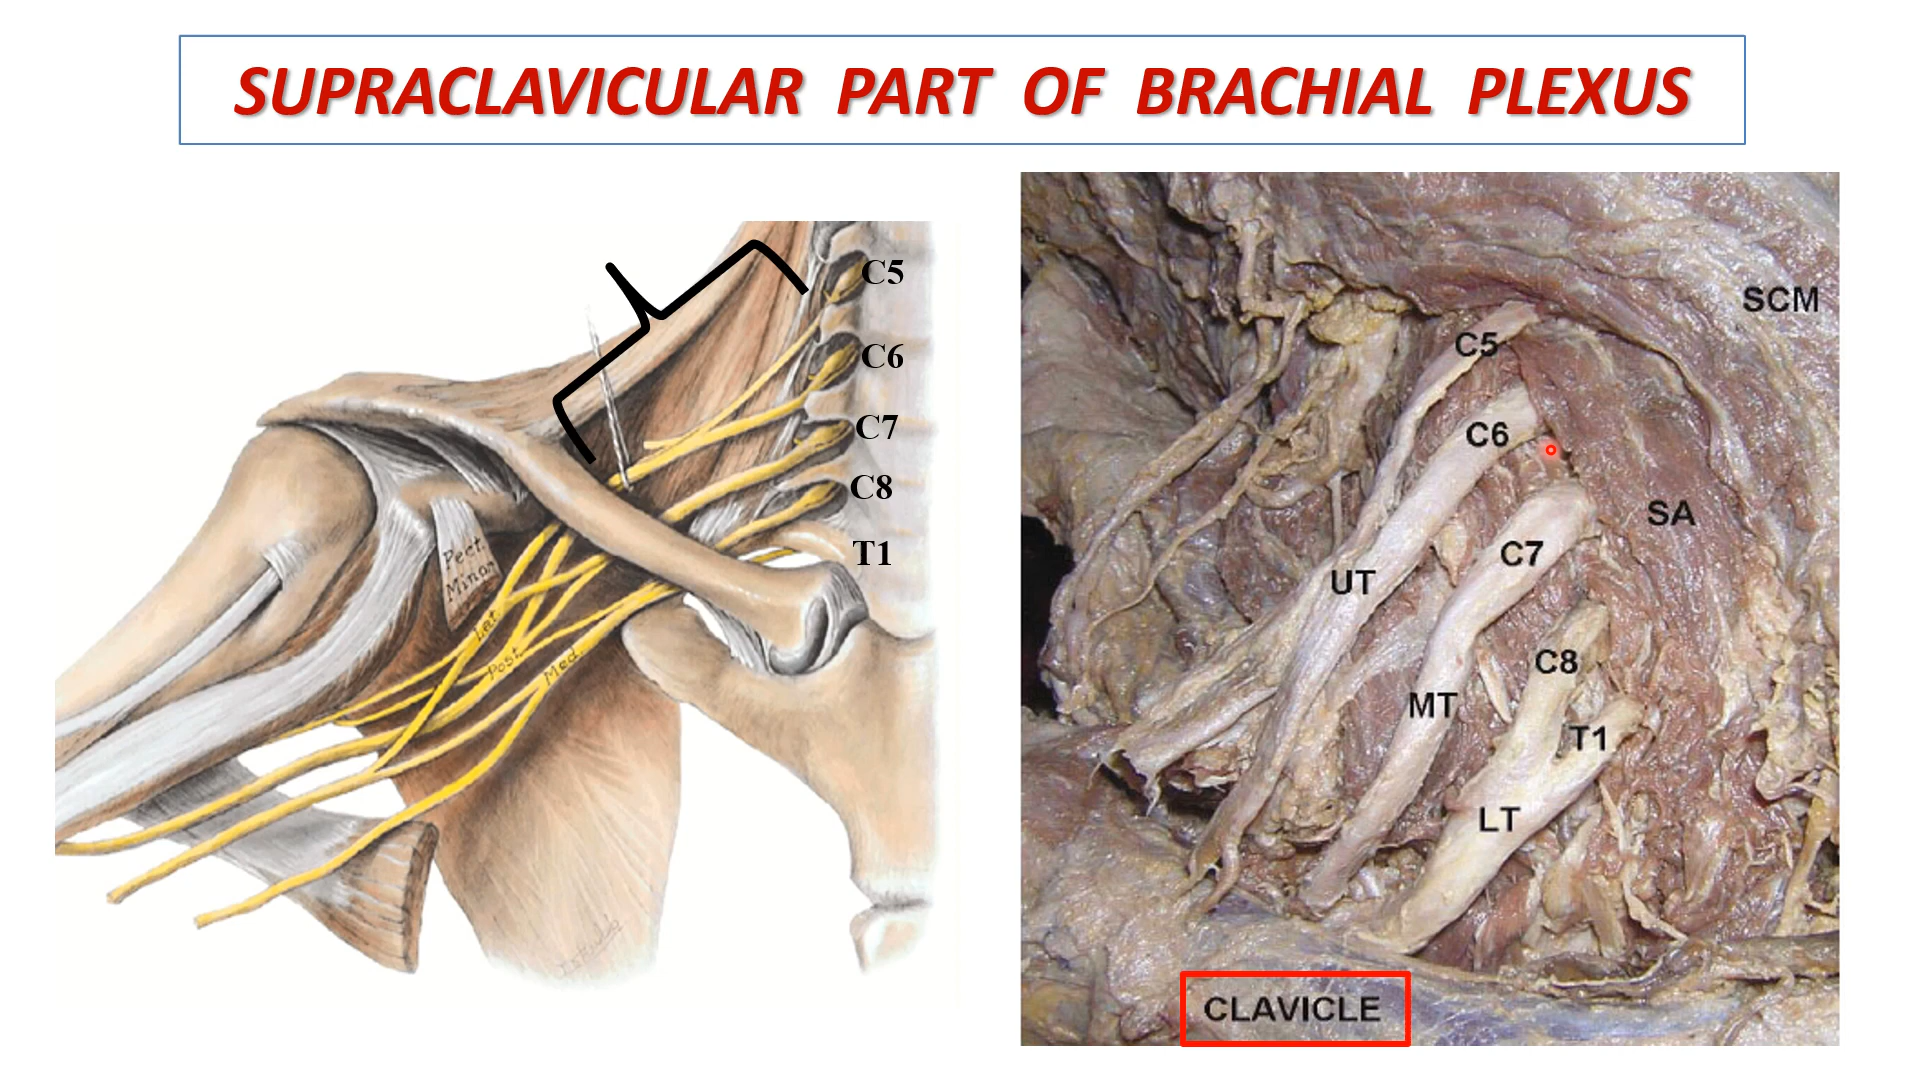 SUPRACLAVICULAR PART OF BRACHIAL PLEXUS
C5
C6
C7
C8
T1
Pect.
Minor
Lat.
Post.
Med.
SCM
C5
C6
SA
C7
UT
C8
MT
T1
LT
CLAVICLE